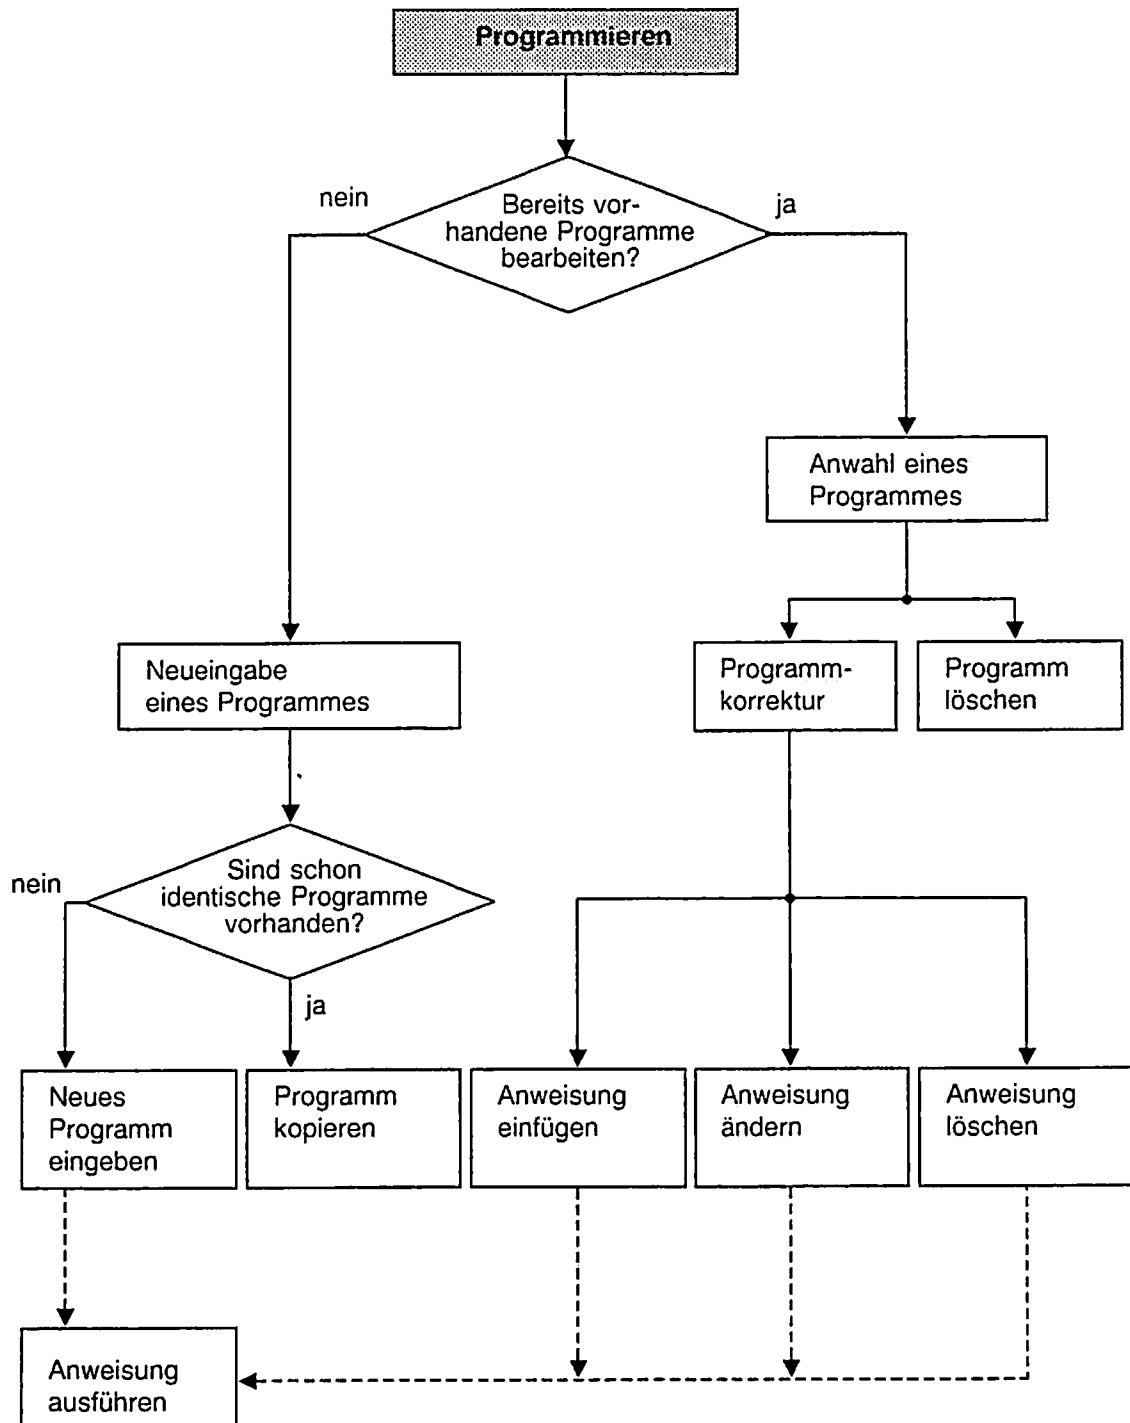 Programmieren
nein
ja
Bereits vor-
handene Programme
bearbeiten?
Anwahl eines
Programmes
Neueingabe
eines Programmes
Programm-
korrektur
Programm
löschen
nein
Sind schon
identische Programme
vorhanden?
ja
Neues
Programm
eingeben
Programm
kopieren
Anweisung
einfügen
Anweisung
ändern
Anweisung
löschen
Anweisung
ausführen